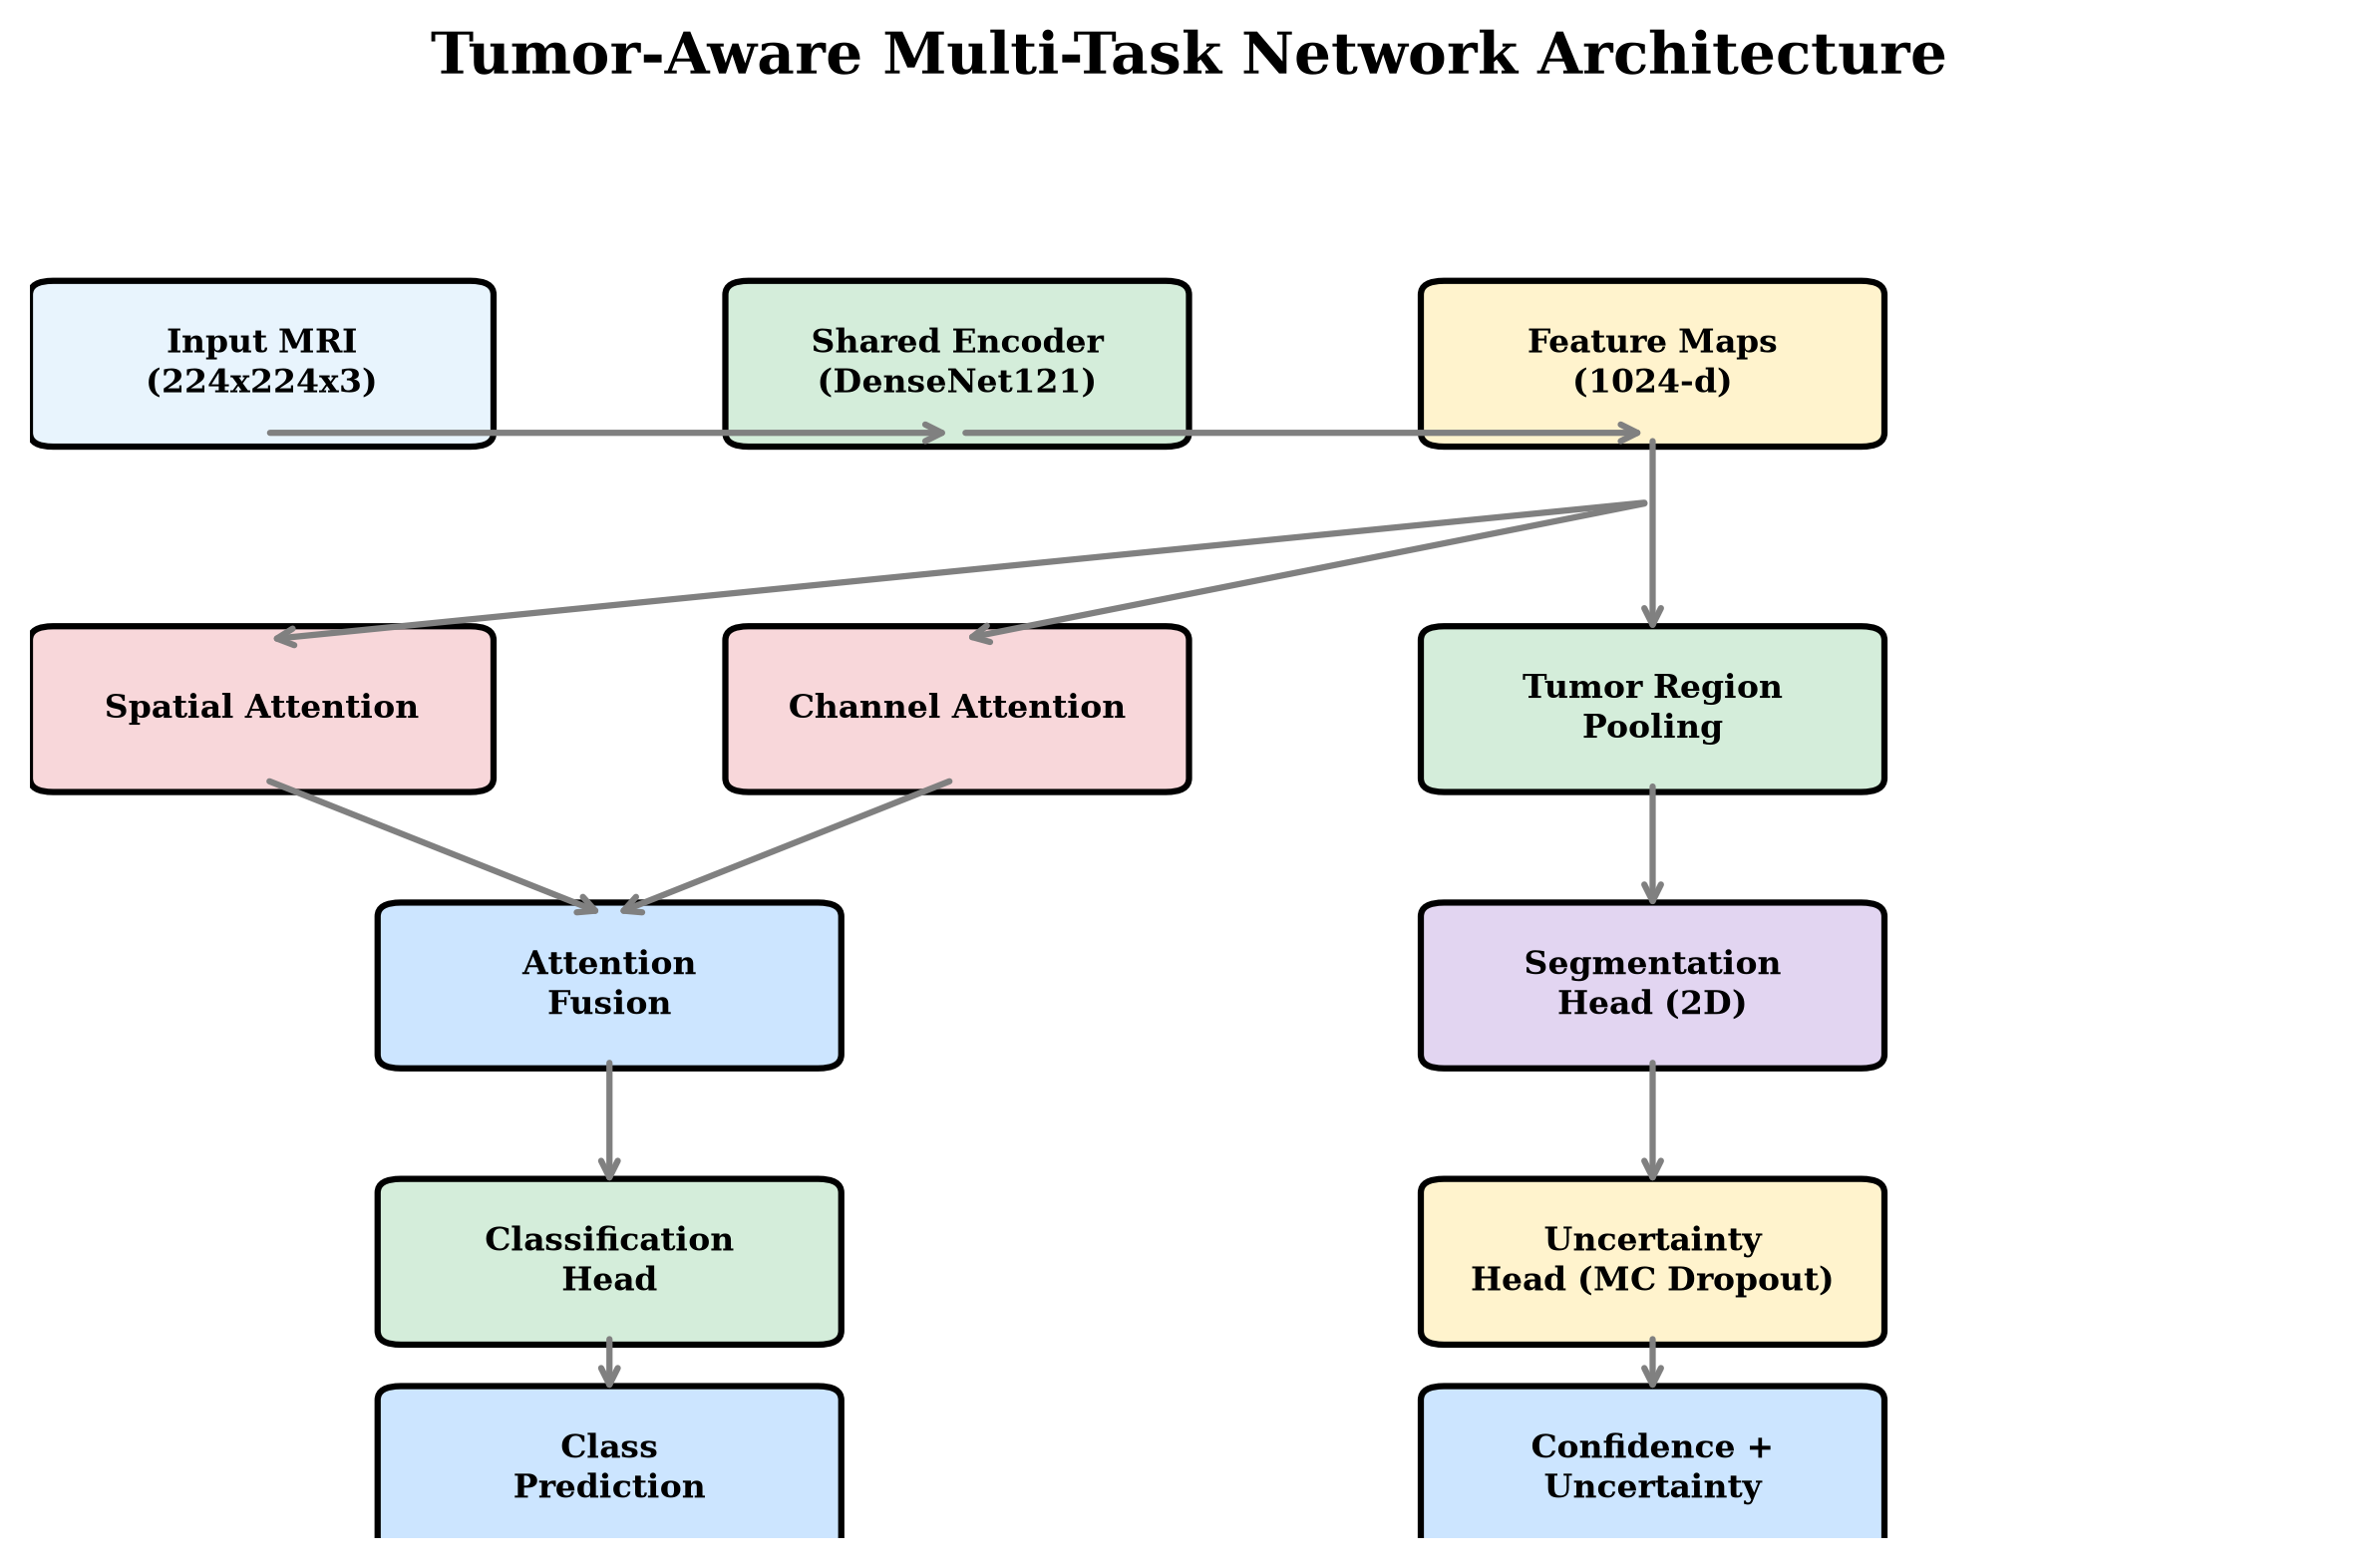 Tumor-Aware Multi-Task Network Architecture
Input MRI
(224x224x3)
Shared Encoder
(DenseNet121)
Feature Maps
(1024-d)
Spatial Attention
Channel Attention
Tumor Region
Pooling
Attention
Fusion
Segmentation
Head (2D)
Classification
Head
Uncertainty
Head (MC Dropout)
Class
Prediction
Confidence +
Uncertainty